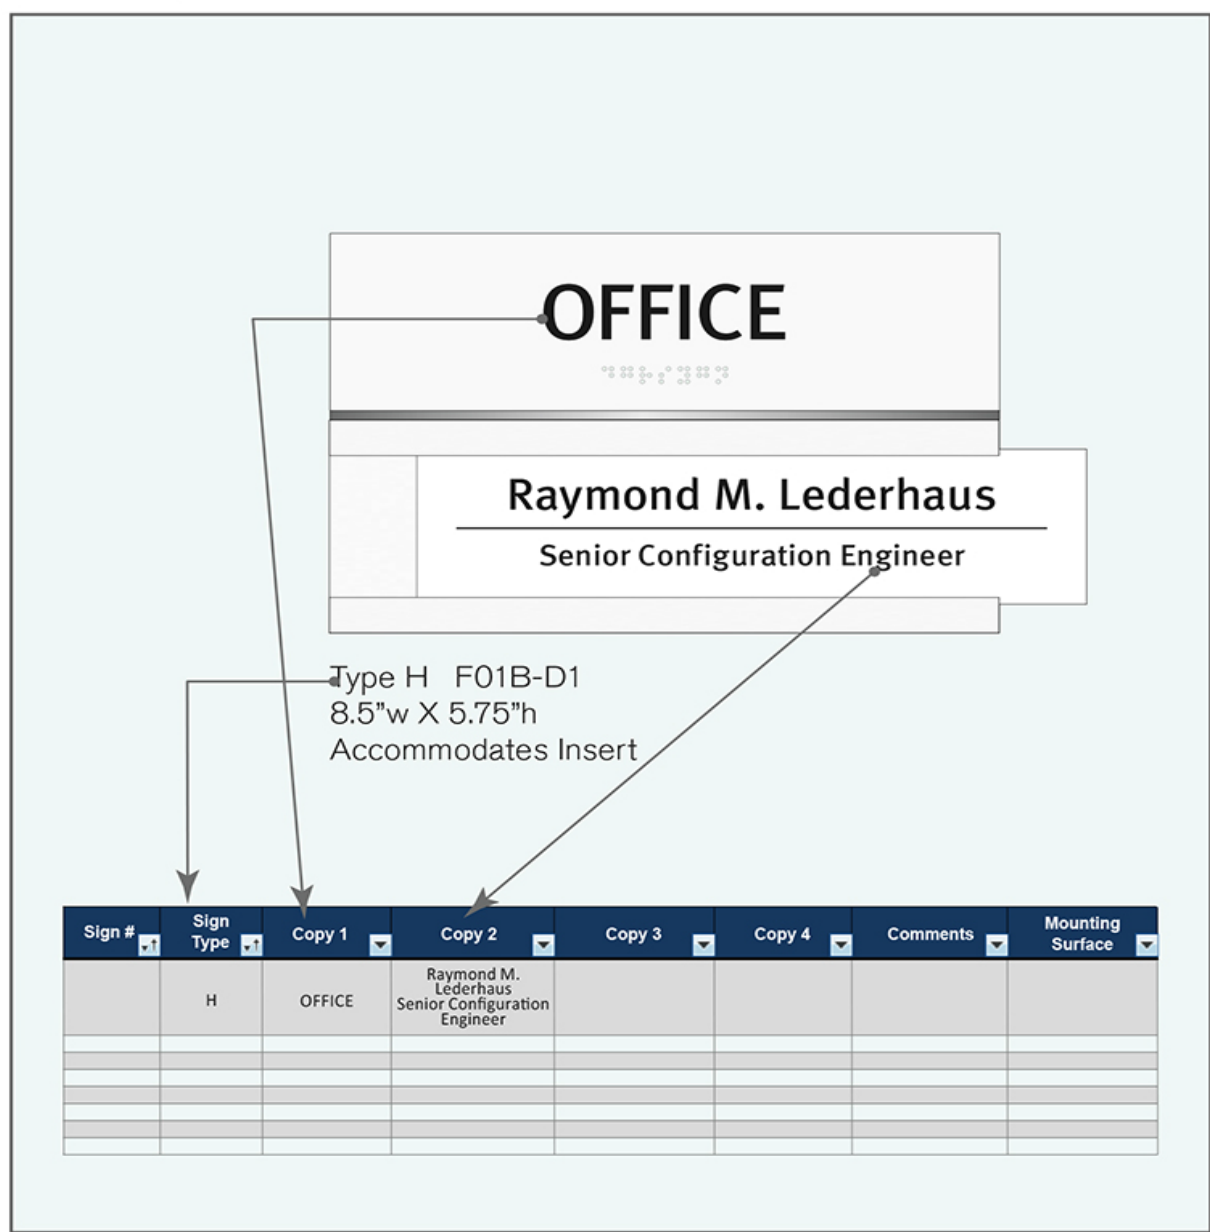 OFFICE
Raymond M. Lederhaus
Senior Configuration Engineer
Type H F01B-D1
8.5”w X 5.75”h
Accommodates Insert
Sign #
Sign
Type
Copy 1
Copy 2
Copy 3
Copy 4
Comments
Mounting
Surface
H
OFFICE
Raymond M.
Lederhaus
Senior Configuration
Engineer